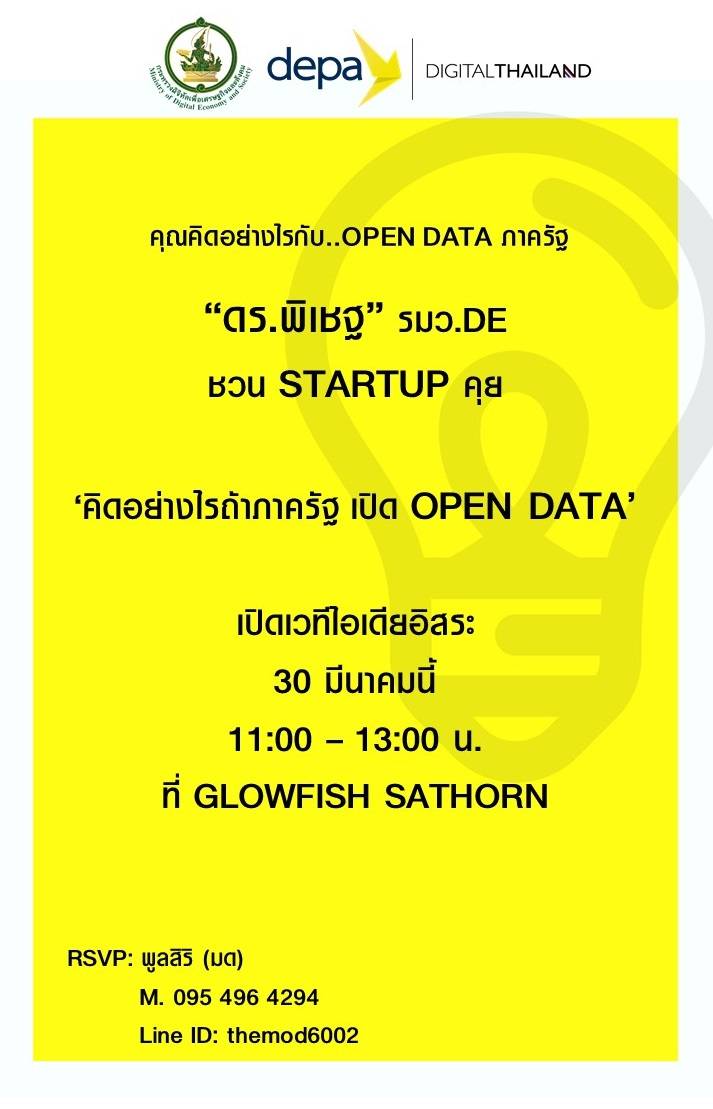 กระทรวงดิจิทัลเพื่อเศรษฐกิจและสังคม
Ministry of Digital Economy and Society
depa
DIGITALTHAILAND
คุณคิดอย่างไรกับ..OPEN DATA ภาครัฐ
“ดร.พิเชฐ” รมว.DE
ชวน STARTUP คุย
‘คิดอย่างไรถ้าภาครัฐ เปิด OPEN DATA’
เปิดเวทีไอเดียอิสระ
30 มีนาคมนี้
11:00 – 13:00 น.
ที่ GLOWFISH SATHORN
RSVP: พูลสิริ (มด)
M. 095 496 4294
Line ID: themod6002